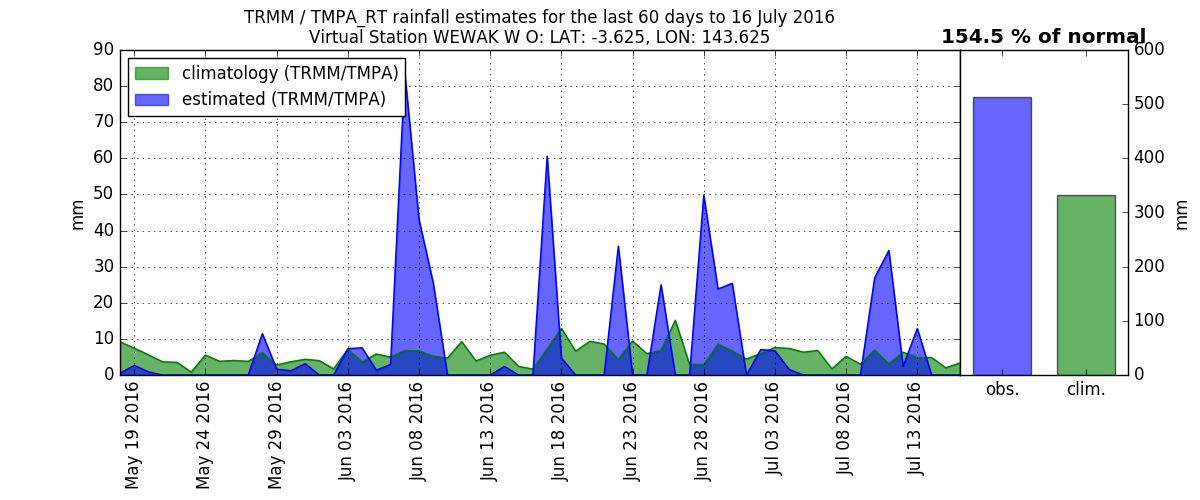 TRMM / TMPA_RT rainfall estimates for the last 60 days to 16 July 2016
Virtual Station WEWAK W O: LAT: -3.625, LON: 143.625
154.5 % of normal
climatology (TRMM/TMPA)
estimated (TRMM/TMPA)
90
80
70
60
50
40
30
20
10
0
mm
May 19 2016
May 24 2016
May 29 2016
Jun 03 2016
Jun 08 2016
Jun 13 2016
Jun 18 2016
Jun 23 2016
Jun 28 2016
Jul 03 2016
Jul 08 2016
Jul 13 2016
600
500
400
300
200
100
0
mm
obs.
clim.